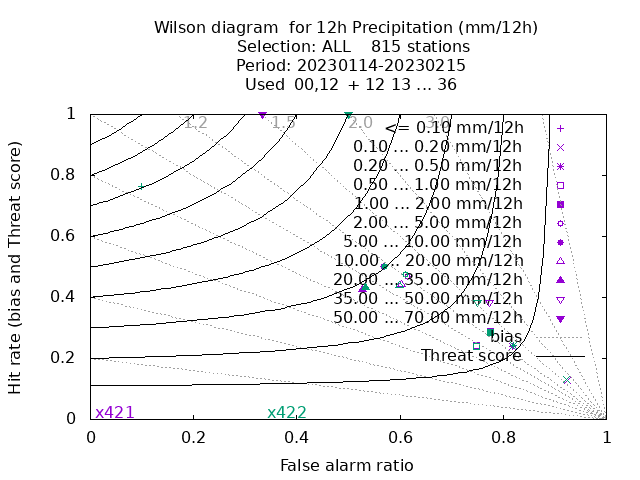 Wilson diagram  for 12h Precipitation (mm/12h)
Selection: ALL    815 stations
Period: 20230114-20230215
Used  00,12  + 12 13 ... 36
Hit rate (bias and Threat score)
1
0.8
0.6
0.4
0.2
0
1.2
1.5
2.0
3.0
<= 0.10 mm/12h
0.10 ... 0.20 mm/12h
0.20 ... 0.50 mm/12h
0.50 ... 1.00 mm/12h
1.00 ... 2.00 mm/12h
2.00 ... 5.00 mm/12h
5.00 ... 10.00 mm/12h
10.00 ... 20.00 mm/12h
20.00 ... 35.00 mm/12h
35.00 ... 50.00 mm/12h
50.00 ... 70.00 mm/12h
bias
Threat score
x421
x422
0
0.2
0.4
0.6
0.8
1
False alarm ratio